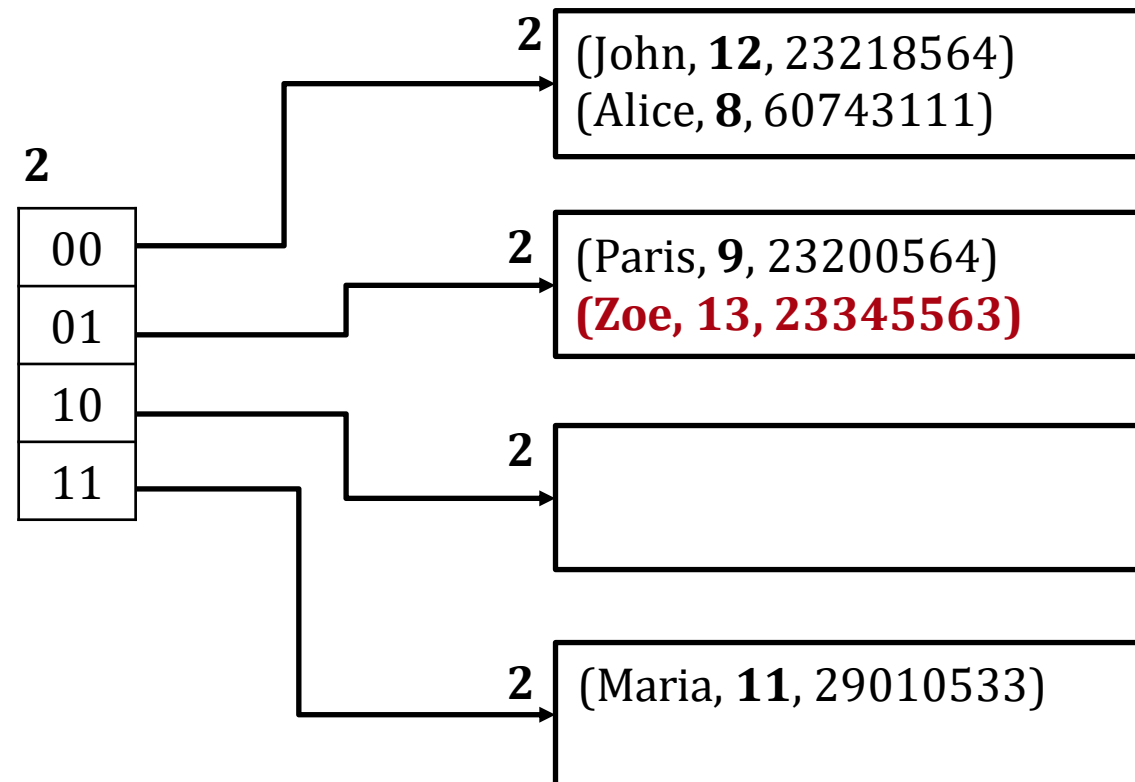 2
00
01
10
11
2
(John, 12, 23218564)
(Alice, 8, 60743111)
2
(Paris, 9, 23200564)
(Zoe, 13, 23345563)
2
2
(Maria, 11, 29010533)